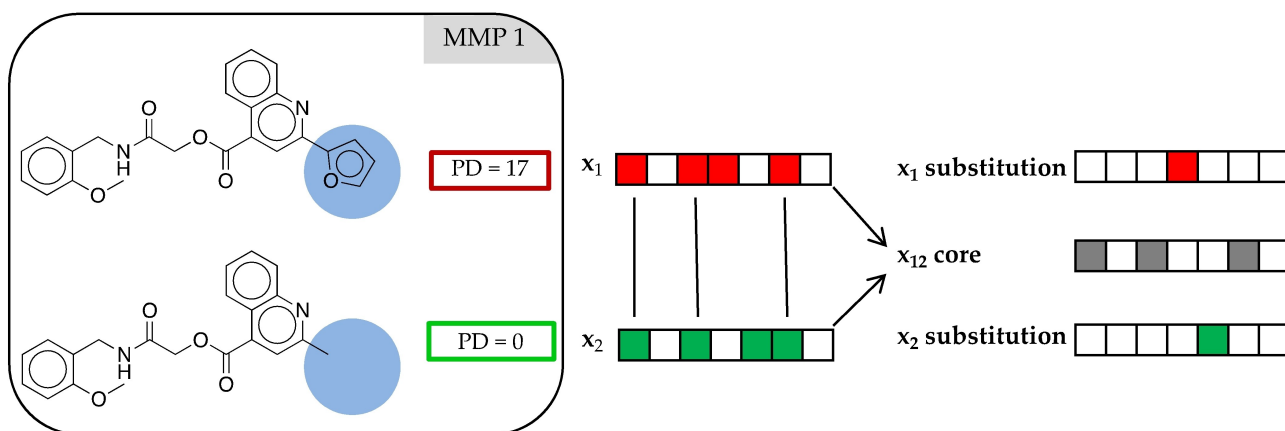 MMP 1
N
O
N
H
O
O
O
O
PD = 17
x1
x1 substitution
x12 core
N
O
N
H
O
O
O
PD = 0
x2
x2 substitution